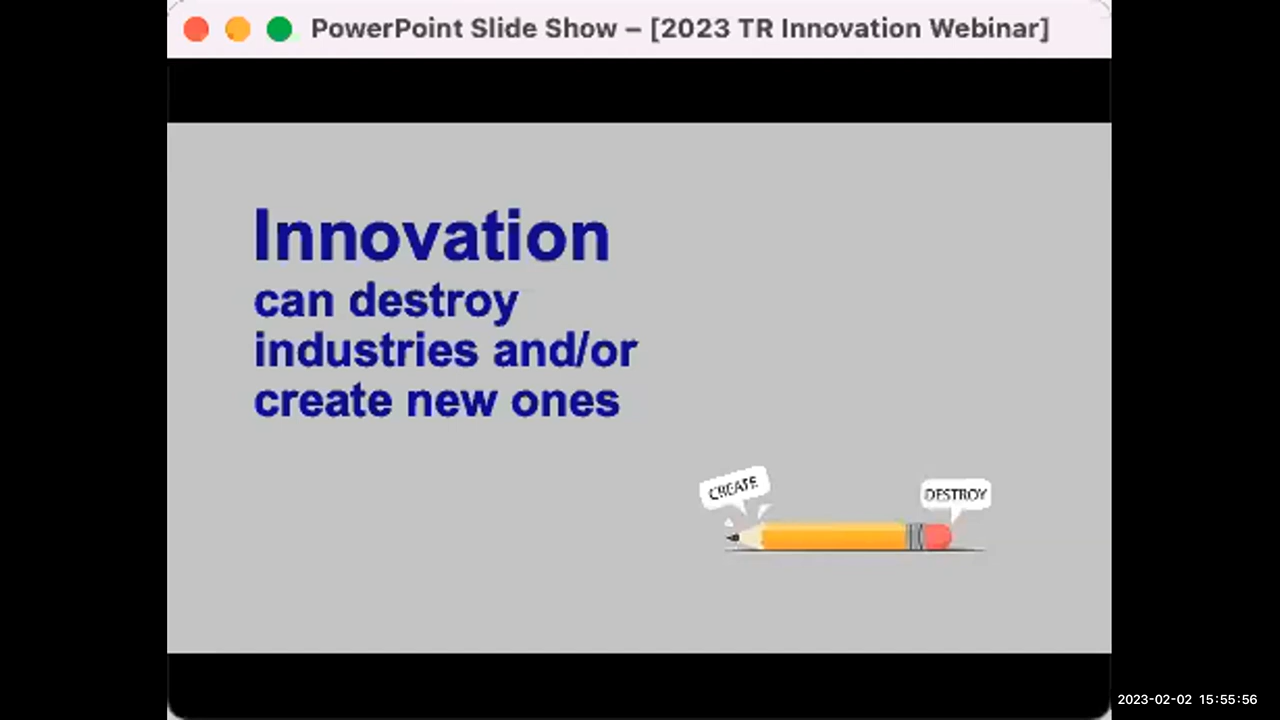 PowerPoint Slide Show – [2023 TR Innovation Webinar]
Innovation
can destroy
industries and/or
create new ones
CREATE
DESTROY
2023-02-02 15:55:56